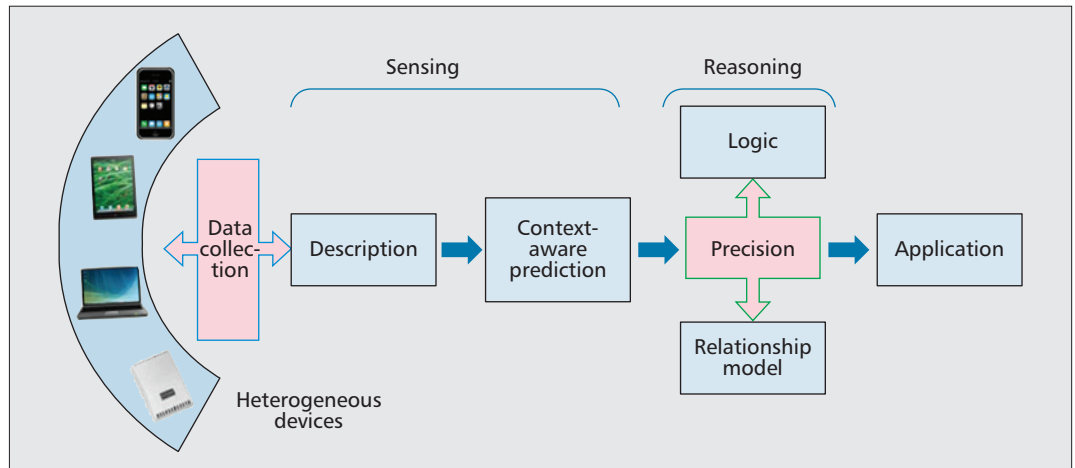 Sensing
Reasoning
Logic
Data
collec-
tion
Description
Context-
aware
prediction
Precision
Application
Relationship
model
Heterogeneous
devices